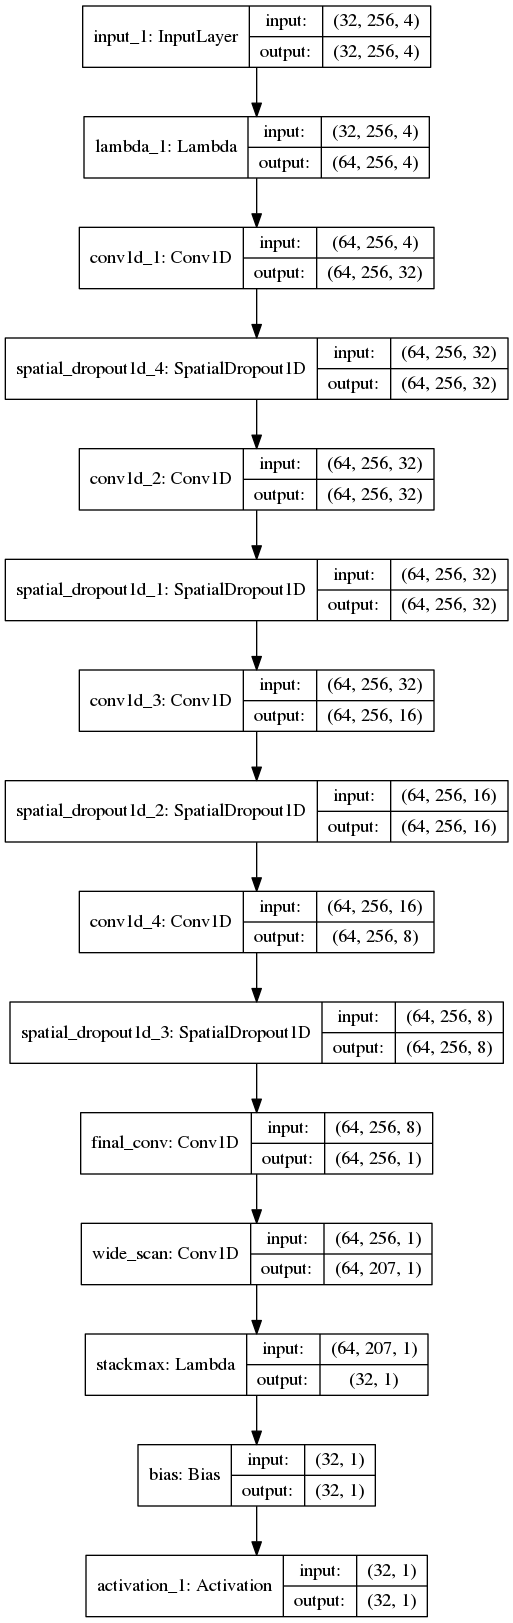 input_1: InputLayer
input: (32, 256, 4)
output: (32, 256, 4)
lambda_1: Lambda
input: (32, 256, 4)
output: (64, 256, 4)
conv1d_1: Conv1D
input: (64, 256, 4)
output: (64, 256, 32)
spatial_dropout1d_4: SpatialDropout1D
input: (64, 256, 32)
output: (64, 256, 32)
conv1d_2: Conv1D
input: (64, 256, 32)
output: (64, 256, 32)
spatial_dropout1d_1: SpatialDropout1D
input: (64, 256, 32)
output: (64, 256, 32)
conv1d_3: Conv1D
input: (64, 256, 32)
output: (64, 256, 16)
spatial_dropout1d_2: SpatialDropout1D
input: (64, 256, 16)
output: (64, 256, 16)
conv1d_4: Conv1D
input: (64, 256, 16)
output: (64, 256, 8)
spatial_dropout1d_3: SpatialDropout1D
input: (64, 256, 8)
output: (64, 256, 8)
final_conv: Conv1D
input: (64, 256, 8)
output: (64, 256, 1)
wide_scan: Conv1D
input: (64, 256, 1)
output: (64, 207, 1)
stackmax: Lambda
input: (64, 207, 1)
output: (32, 1)
bias: Bias
input: (32, 1)
output: (32, 1)
activation_1: Activation
input: (32, 1)
output: (32, 1)